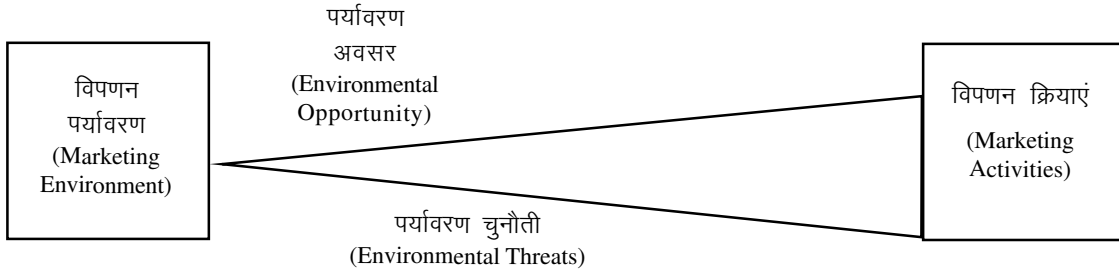 विपणन
पर्यावरण
(Marketing
Environment)
पर्यावरण
अवसर
(Environmental
Opportunity)
पर्यावरण चुनौती
(Environmental Threats)
विपणन क्रियाएं
(Marketing
Activities)